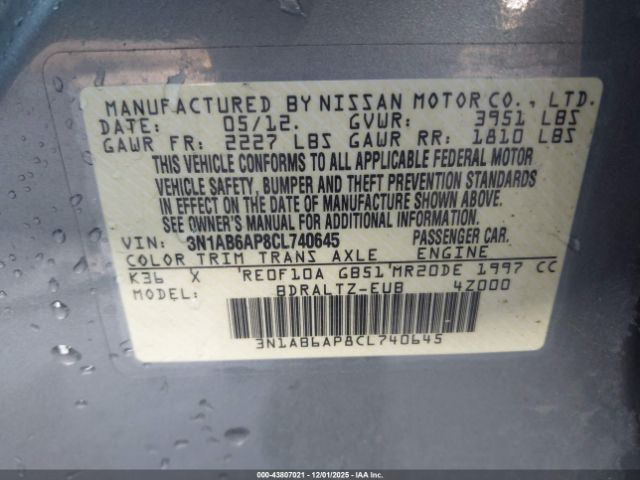 MANUFACTURED BY NISSAN MOTOR CO., LTD.
DATE: 05/12. GVWR: 3951 LBS
GAWR FR: 2227 LBS GAWR RR: 1810 LBS
THIS VEHICLE CONFORMS TO ALL APPLICABLE FEDERAL MOTOR
VEHICLE SAFETY, BUMPER AND THEFT PREVENTION STANDARDS
IN EFFECT ON THE DATE OF MANUFACTURE SHOWN ABOVE.
SEE OWNER'S MANUAL FOR ADDITIONAL INFORMATION.
VIN: 3N1AB6AP8CL740645 PASSENGER CAR.
COLOR TRIM TRANS AXLE ENGINE
K36 X 'RE0F10A GB51'MR20DE 1997 CC
MODEL: BDRALTZ-EUB 4Z000
3N1AB6AP8CL740645
000-43807021 - 12/01/2025 - IAAI.COM